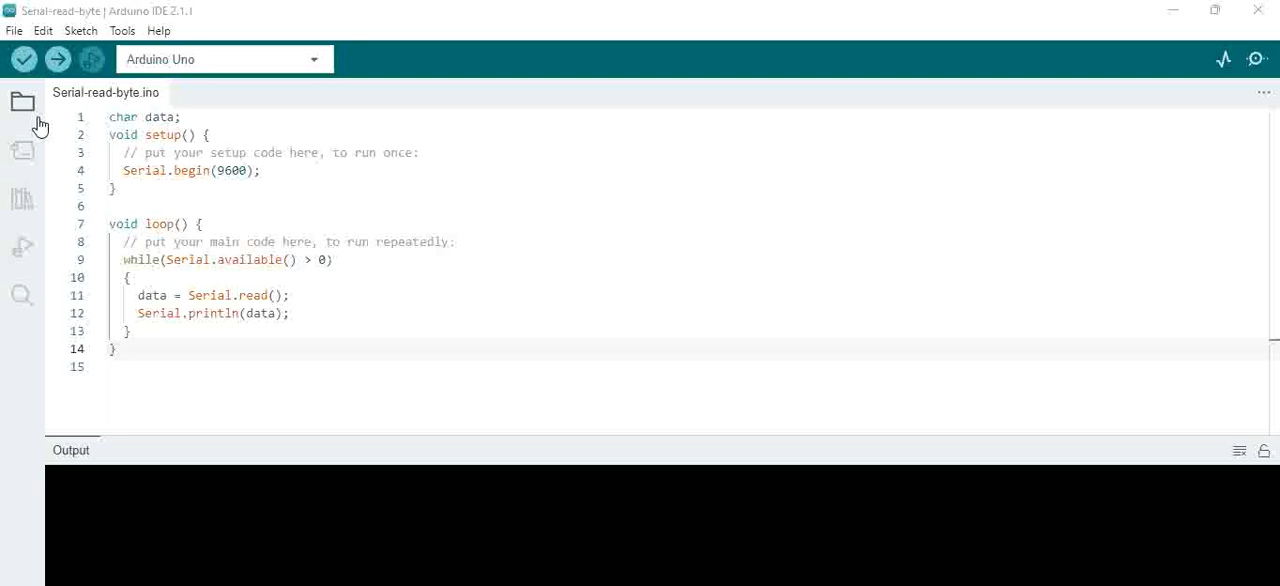 Serial-read-byte | Arduino IDE 2.1.1
File Edit Sketch Tools Help
Arduino Uno
Serial-read-byte.ino
1 char data;
2 void setup() {
3 // put your setup code here, to run once:
4 Serial.begin(9600);
5 }
6
7 void loop() {
8 // put your main code here, to run repeatedly:
9 while(Serial.available() > 0)
10 {
11 data = Serial.read();
12 Serial.println(data);
13 }
14 }
15
Output